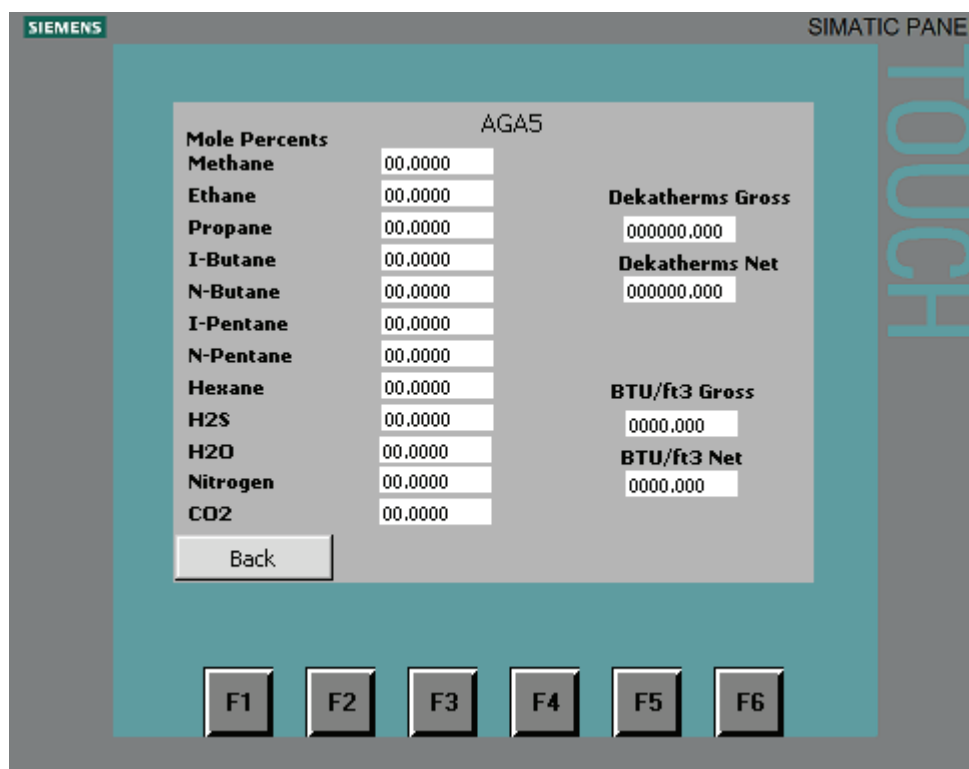 SIEMENS
SIMATIC PANE
TOUCH
AGA5
Mole Percents
Methane 00.0000
Ethane 00.0000
Dekatherms Gross
Propane 00.0000
000000.000
I-Butane 00.0000
Dekatherms Net
N-Butane 00.0000
000000.000
I-Pentane 00.0000
N-Pentane 00.0000
Hexane 00.0000
BTU/ft3 Gross
H2S 00.0000
0000.000
H2O 00.0000
BTU/ft3 Net
Nitrogen 00.0000
0000.000
CO2 00.0000
Back
F1 F2 F3 F4 F5 F6